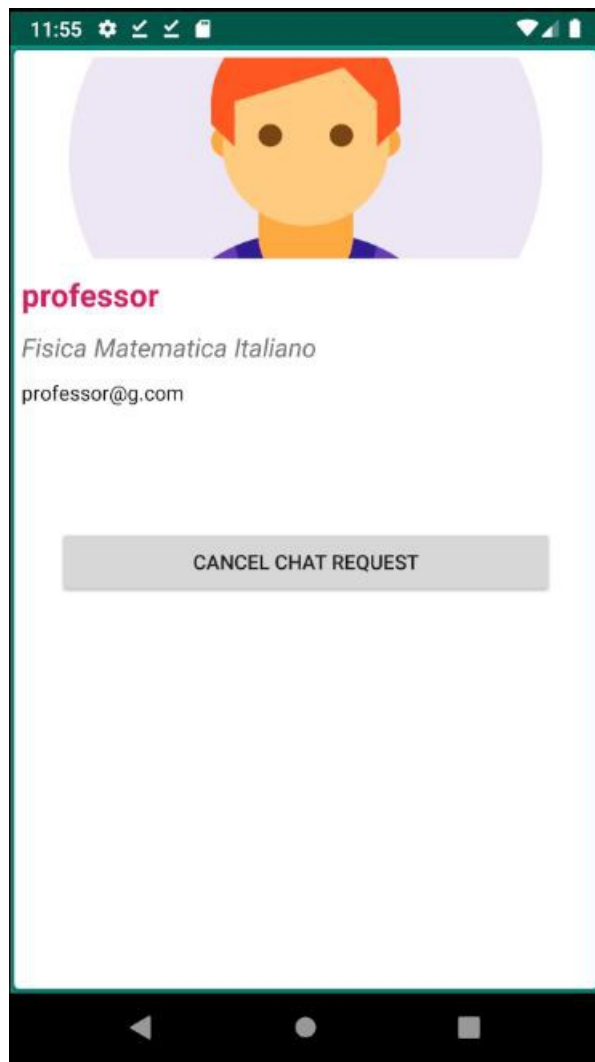 11:55
professor
Fisica Matematica Italiano
professor@g.com
CANCEL CHAT REQUEST